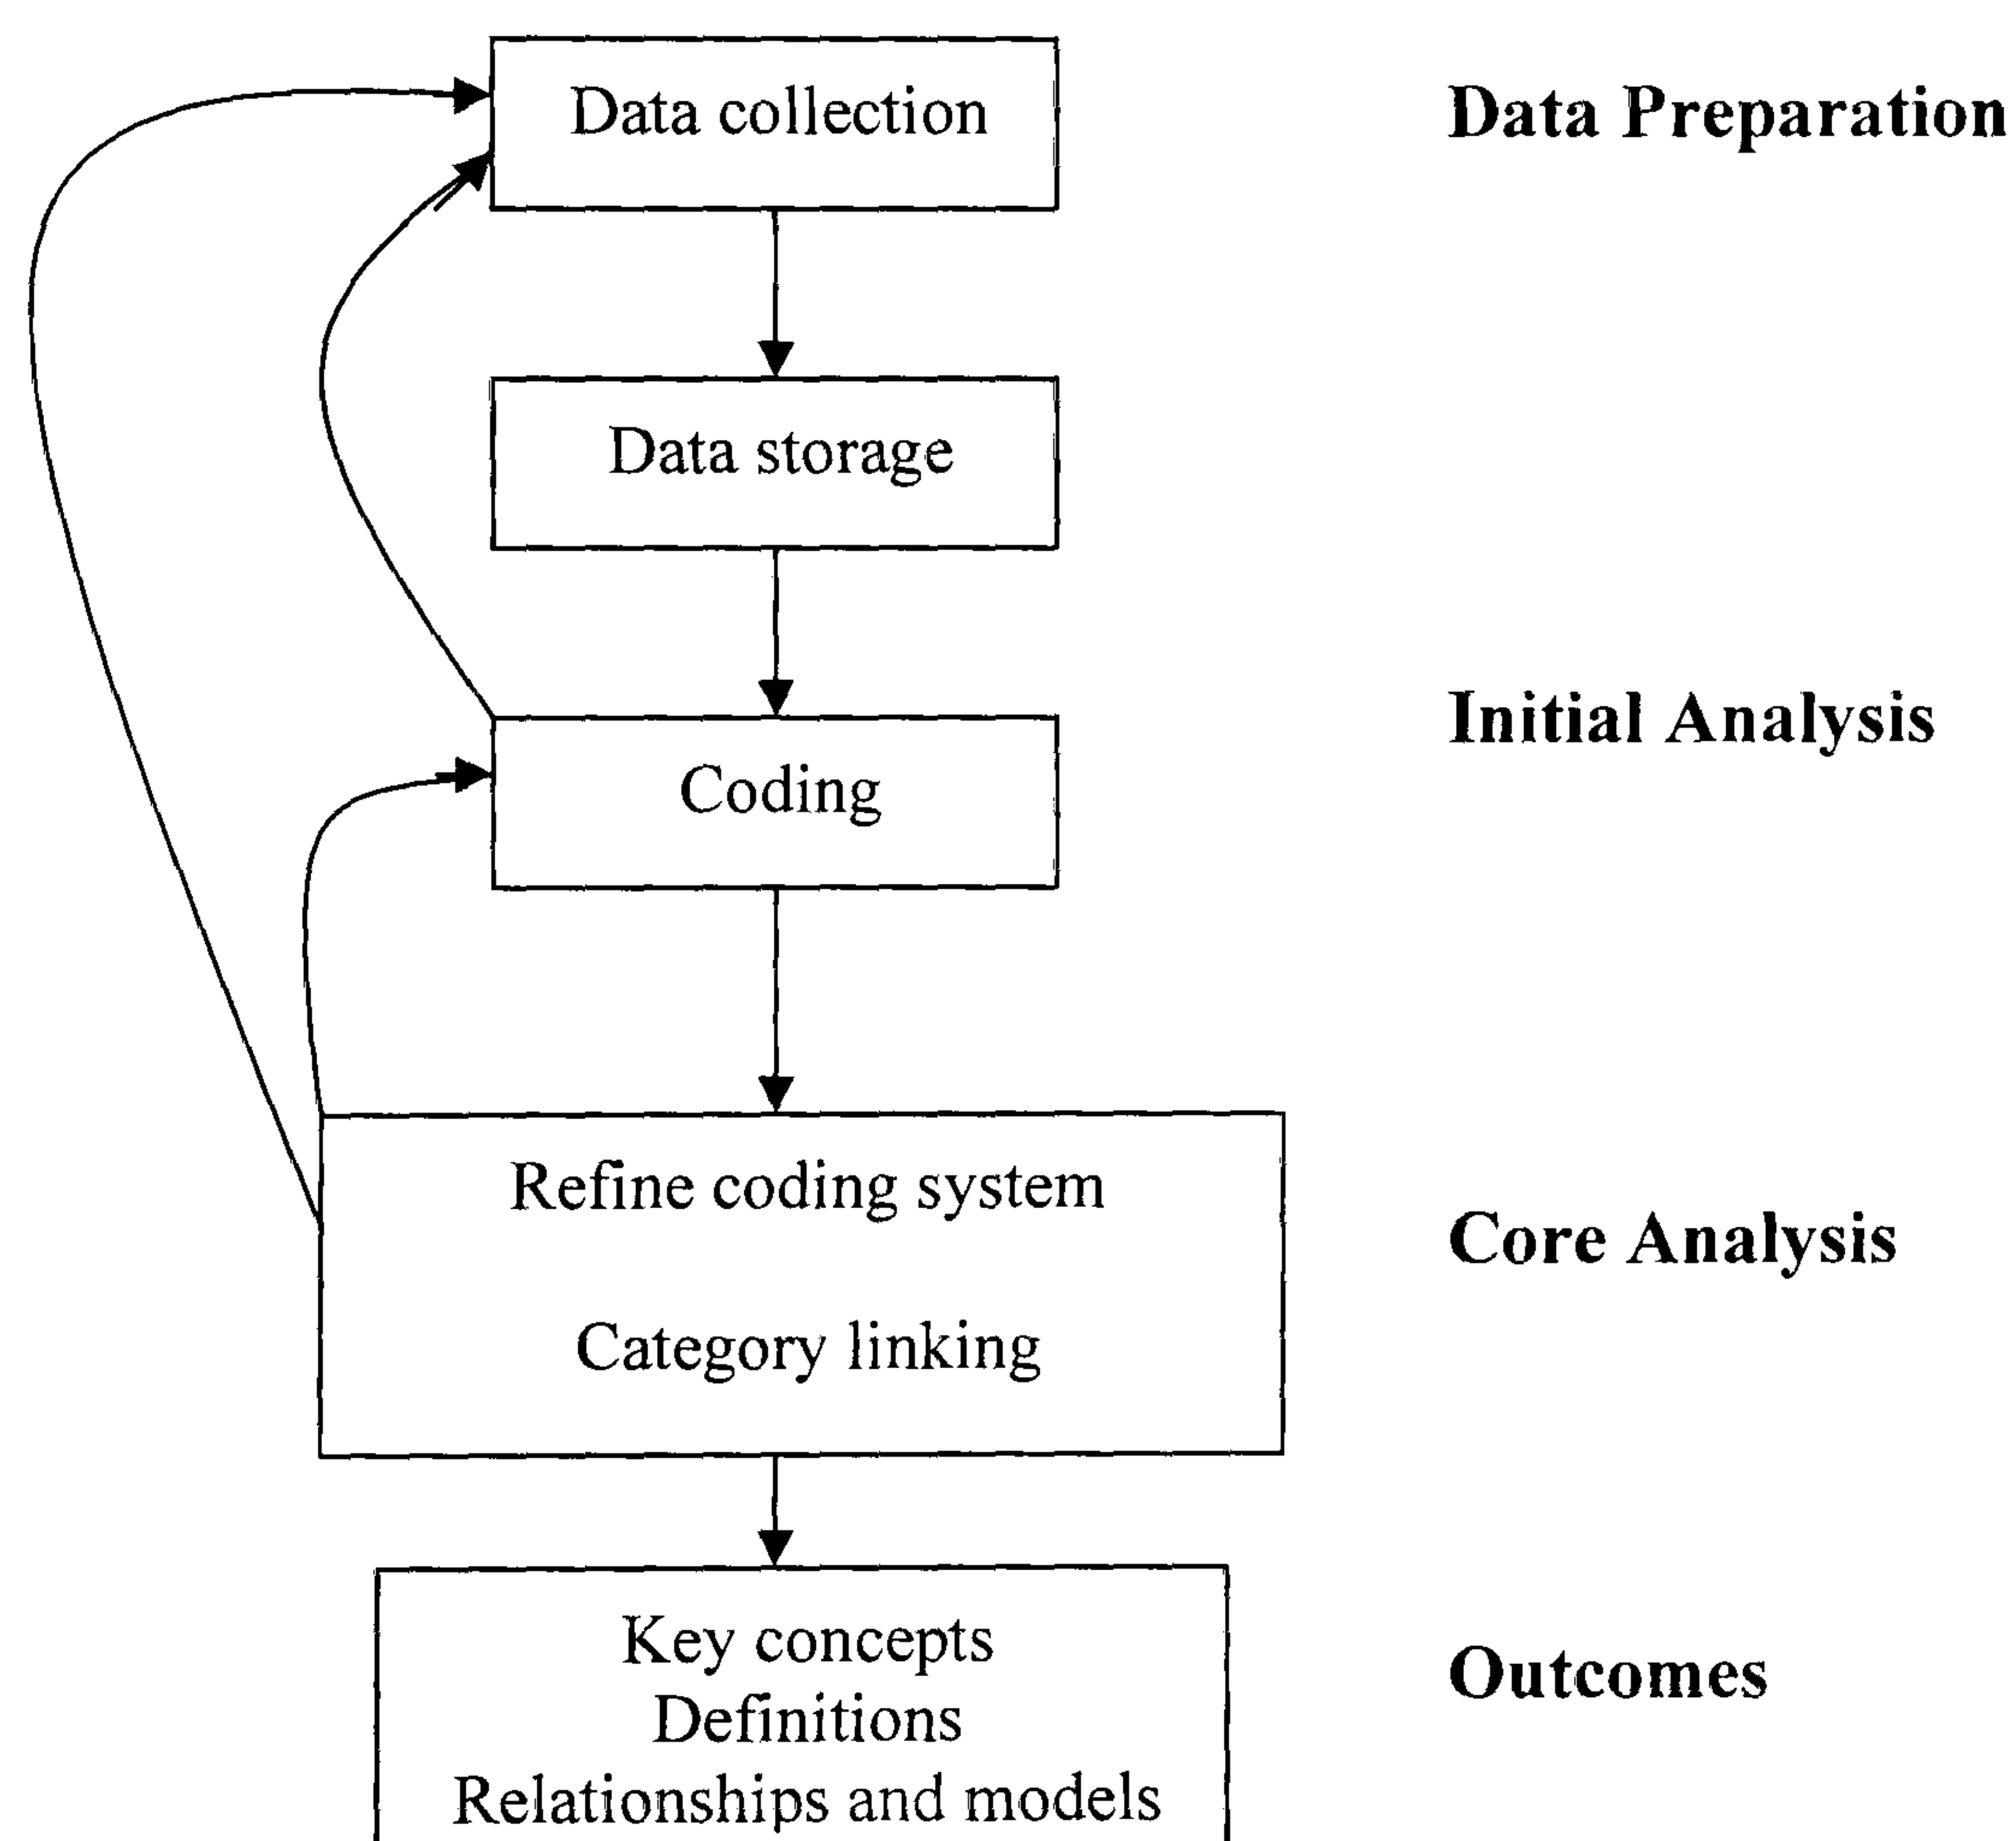 Data collection
Data Preparation
Data storage
Initial Analysis
Coding
Refine coding system
Core Analysis
Category linking
Key concepts
Outcomes
Definitions
Relationships and models